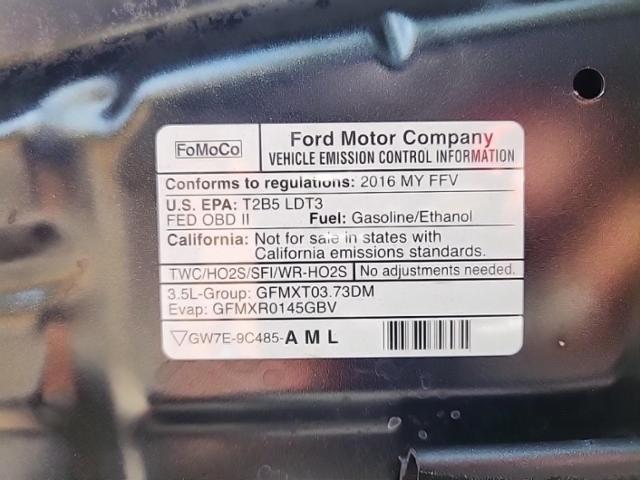 FoMoCo
Ford Motor Company
VEHICLE EMISSION CONTROL INFORMATION
Conforms to regulations: 2016 MY FFV
U.S. EPA: T2B5 LDT3
FED OBD II Fuel: Gasoline/Ethanol
California: Not for sale in states with
California emissions standards.
TWC/HO2S/SFI/WR-HO2S No adjustments needed.
3.5L-Group: GFMXT03.73DM
Evap: GFMXR0145GBV
GW7E-9C485-A M L